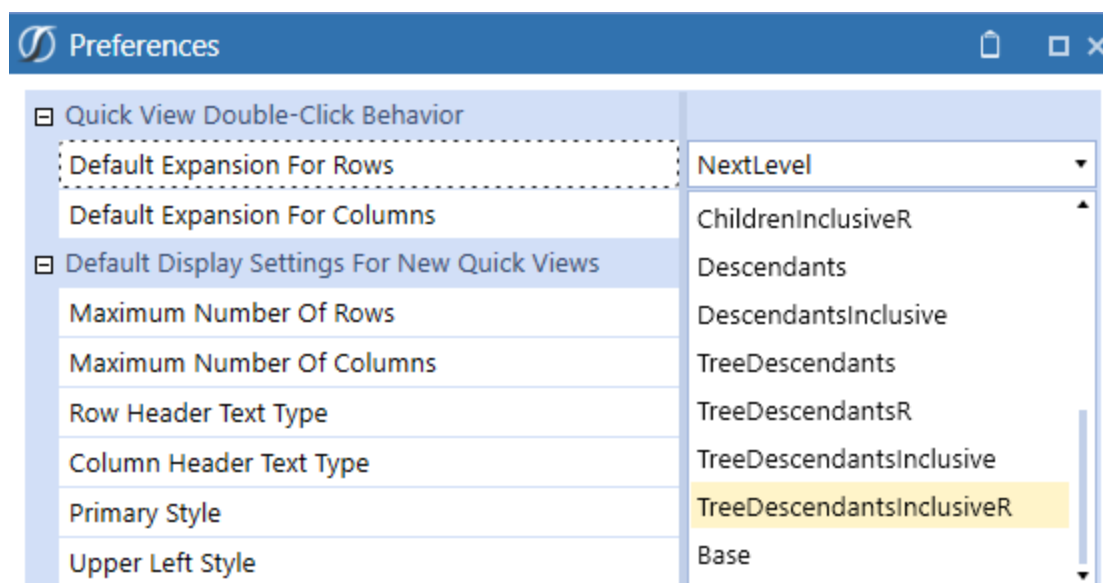 Preferences
Quick View Double-Click Behavior
Default Expansion For Rows
NextLevel
Default Expansion For Columns
ChildrenInclusiveR
Default Display Settings For New Quick Views
Descendants
Maximum Number Of Rows
DescendantsInclusive
Maximum Number Of Columns
TreeDescendants
Row Header Text Type
TreeDescendantsR
Column Header Text Type
TreeDescendantsInclusive
Primary Style
TreeDescendantsInclusiveR
Upper Left Style
Base